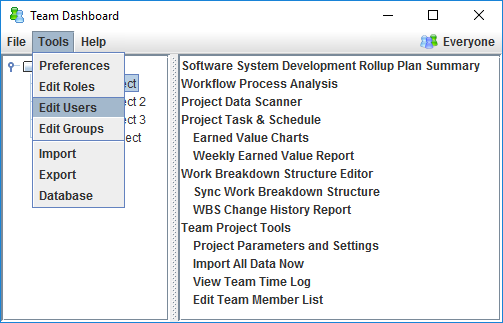 Team Dashboard
File Tools Help Everyone
Preferences
Edit Roles
Edit Users
Edit Groups
Import
Export
Database
ect
ect 2
ect 3
ject
Software System Development Rollup Plan Summary
Workflow Process Analysis
Project Data Scanner
Project Task & Schedule
Earned Value Charts
Weekly Earned Value Report
Work Breakdown Structure Editor
Sync Work Breakdown Structure
WBS Change History Report
Team Project Tools
Project Parameters and Settings
Import All Data Now
View Team Time Log
Edit Team Member List